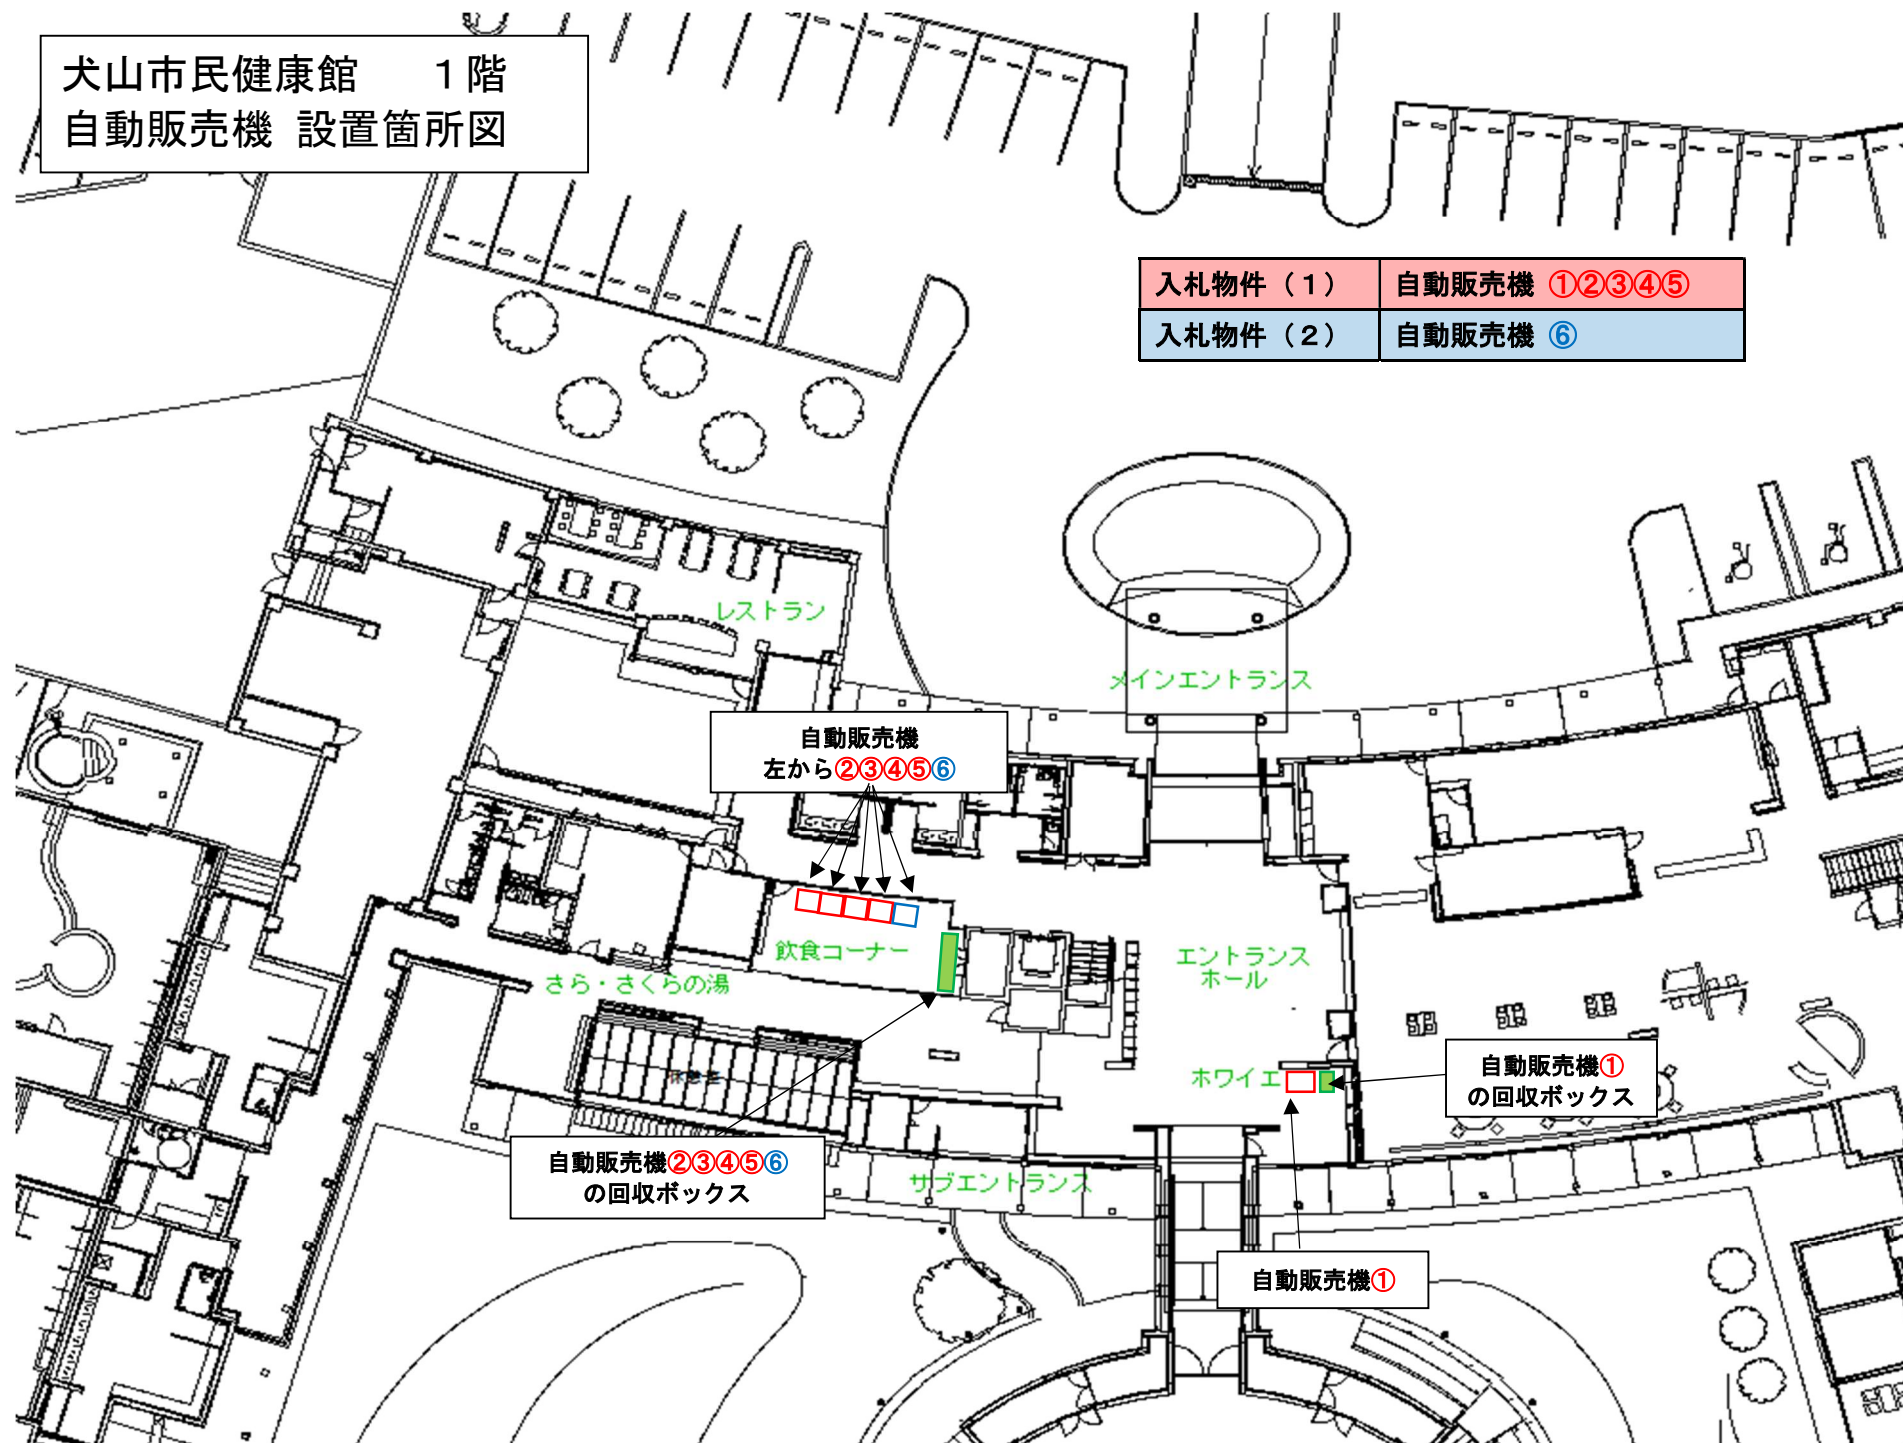 犬山市民健康館　　１階
自動販売機 設置箇所図
入札物件（１） 自動販売機 ①②③④⑤
入札物件（２） 自動販売機 ⑥
レストラン
メインエントランス
自動販売機
左から②③④⑤⑥
飲食コーナー
エントランス
ホール
さら・さくらの湯
ホワイエ
自動販売機①
の回収ボックス
自動販売機②③④⑤⑥
の回収ボックス
サブエントランス
自動販売機①